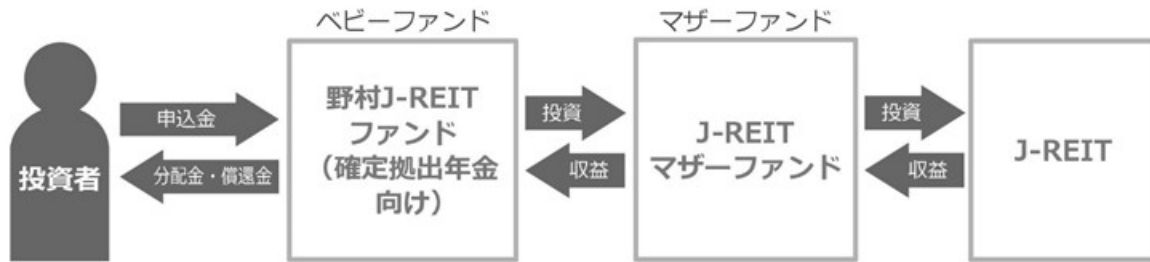 ベビーファンド
マザーファンド
投資者
申込金
分配金・償還金
野村J-REIT
ファンド
（確定拠出年金
向け）
投資
収益
J-REIT
マザーファンド
投資
収益
J-REIT